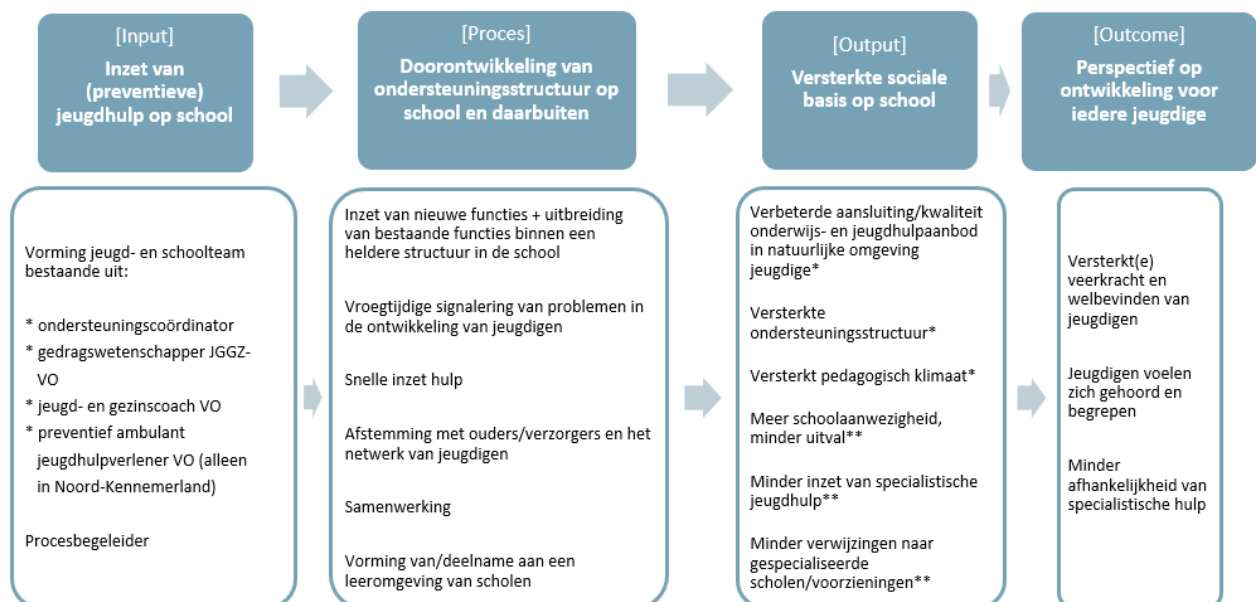 [Input]
Inzet van
(preventieve)
jeugdhulp op school
[Proces]
Doorontwikkeling van
ondersteuningsstructuur op
school en daarbuiten
[Output]
Versterkte sociale
basis op school
[Outcome]
Perspectief op
ontwikkeling voor
iedere jeugdige
Vorming jeugd- en schoolteam
bestaande uit:
* ondersteuningscoördinator
* gedragswetenschapper JGGZ-
VO
* jeugd- en gezinscoach VO
* preventief ambulant
jeugdhulpverlener VO (alleen
in Noord-Kennemerland)
Procesbegeleider
Inzet van nieuwe functies + uitbreiding
van bestaande functies binnen een
heldere structuur in de school
Vroegtijdige signalering van problemen in
de ontwikkeling van jeugdigen
Snelle inzet hulp
Afstemming met ouders/verzorgers en het
netwerk van jeugdigen
Samenwerking
Vorming van/deelname aan een
leeromgeving van scholen
Verbeterde aansluiting/kwaliteit
onderwijs- en jeugdhulpaanbod
in natuurlijke omgeving
jeugdige*
Versterkte
ondersteuningsstructuur*
Versterkt pedagogisch klimaat*
Meer schoolaanwezigheid,
minder uitval**
Minder inzet van specialistische
jeugdhulp**
Minder verwijzingen naar
gespecialiseerde
scholen/voorzieningen**
Versterkt(e)
veerkracht en
welbevinden van
jeugdigen
Jeugdigen voelen
zich gehoord en
begrepen
Minder
afhankelijkheid van
specialistische hulp